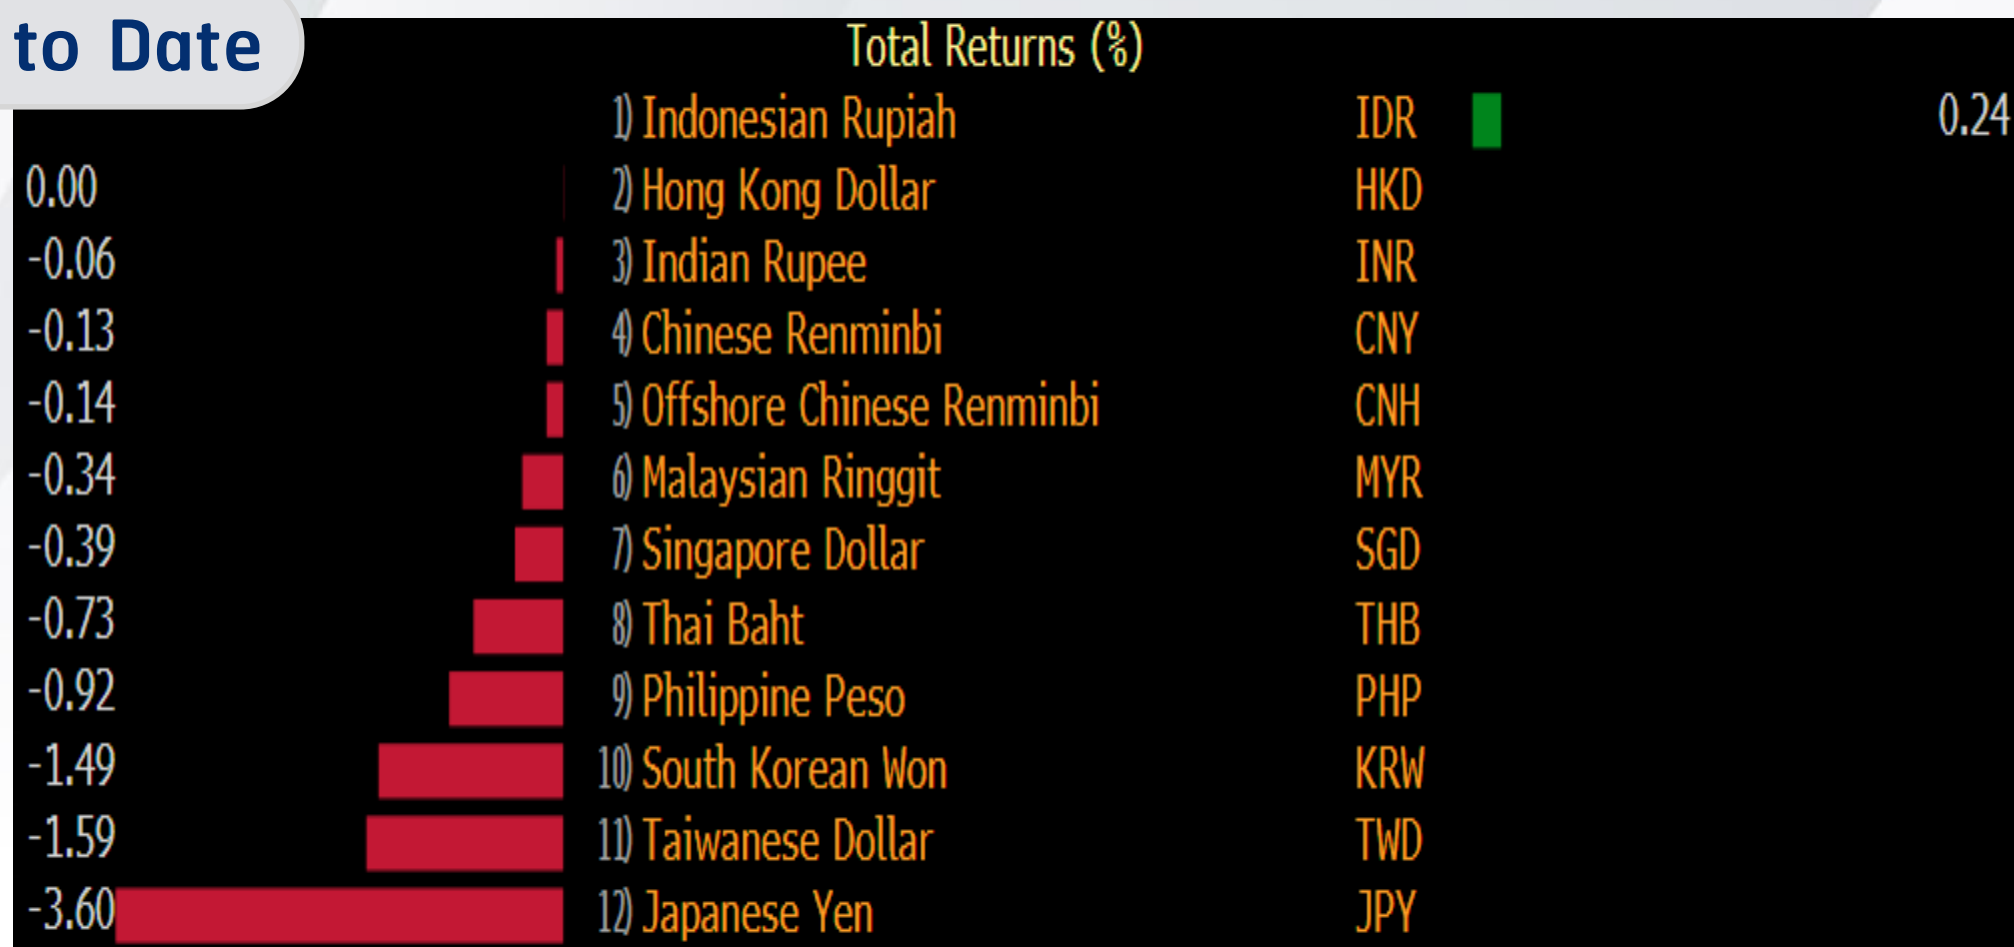 to Date
Total Returns (%)
1) Indonesian Rupiah IDR 0.24
0.00 2) Hong Kong Dollar HKD
-0.06 3) Indian Rupee INR
-0.13 4) Chinese Renminbi CNY
-0.14 5) Offshore Chinese Renminbi CNH
-0.34 6) Malaysian Ringgit MYR
-0.39 7) Singapore Dollar SGD
-0.73 8) Thai Baht THB
-0.92 9) Philippine Peso PHP
-1.49 10) South Korean Won KRW
-1.59 11) Taiwanese Dollar TWD
-3.60 12) Japanese Yen JPY